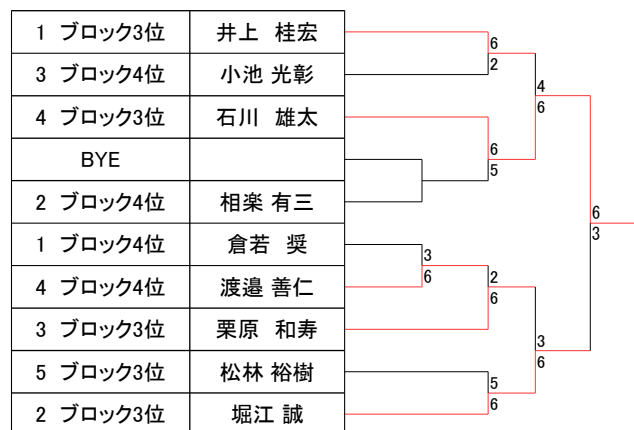 1 ブロック3位 井上 桂宏
3 ブロック4位 小池 光彰
4 ブロック3位 石川 雄太
BYE
2 ブロック4位 相楽 有三
1 ブロック4位 倉若 奨
4 ブロック4位 渡邉 善仁
3 ブロック3位 栗原 和寿
5 ブロック3位 松林 裕樹
2 ブロック3位 堀江 誠
6
2
6
5
4
6
3
6
2
6
5
6
3
6
6
3